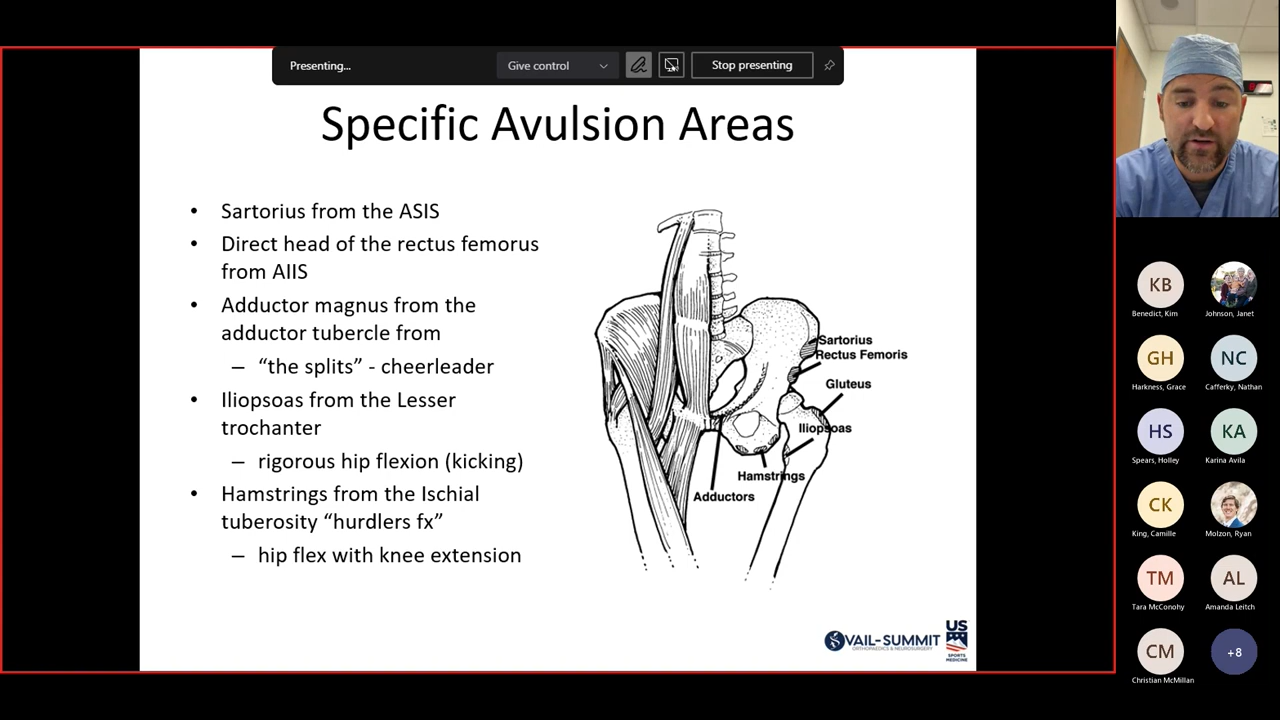 Presenting...
Give control
Stop presenting
Specific Avulsion Areas
• Sartorius from the ASIS
• Direct head of the rectus femorus
from AIIS
• Adductor magnus from the
adductor tubercle from
– “the splits” - cheerleader
• Iliopsoas from the Lesser
trochanter
– rigorous hip flexion (kicking)
• Hamstrings from the Ischial
tuberosity “hurdlers fx”
– hip flex with knee extension
Sartorius
Rectus Femoris
Gluteus
Iliopsoas
Hamstrings
Adductors
VAIL-SUMMIT
ORTHOPAEDICS & NEUROSURGERY
US
SPORTS
MEDICINE
KB
Benedict, Kim
Johnson, Janet
GH
Harkness, Grace
NC
Cafferky, Nathan
HS
Spears, Holley
KA
Karina Avila
CK
King, Camille
Molzon, Ryan
TM
Tara McConohy
AL
Amanda Leitch
CM
Christian McMillan
+8